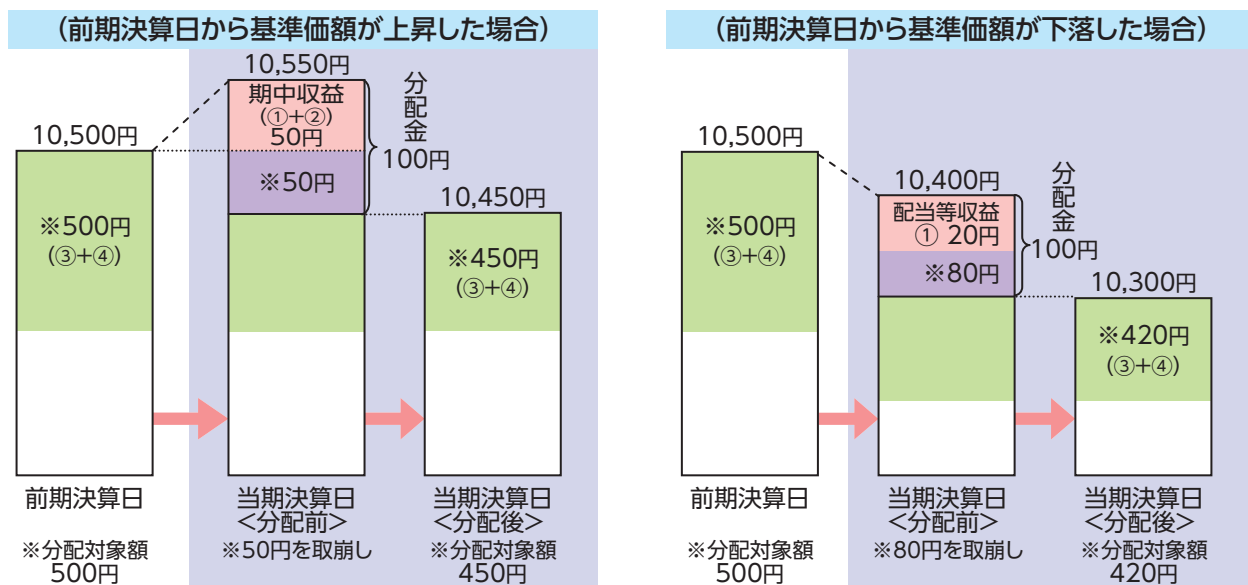 (前期決算日から基準価額が上昇した場合)
10,500円
※500円
(③+④)
前期決算日
※分配対象額
500円
10,550円
期中収益
(①+②)
50円
※50円
分配金
100円
当期決算日
<分配前>
※50円を取崩し
10,450円
※450円
(③+④)
当期決算日
<分配後>
※分配対象額
450円
(前期決算日から基準価額が下落した場合)
10,500円
※500円
(③+④)
前期決算日
※分配対象額
500円
10,400円
配当等収益
① 20円
※80円
分配金
100円
当期決算日
<分配前>
※80円を取崩し
10,300円
※420円
(③+④)
当期決算日
<分配後>
※分配対象額
420円